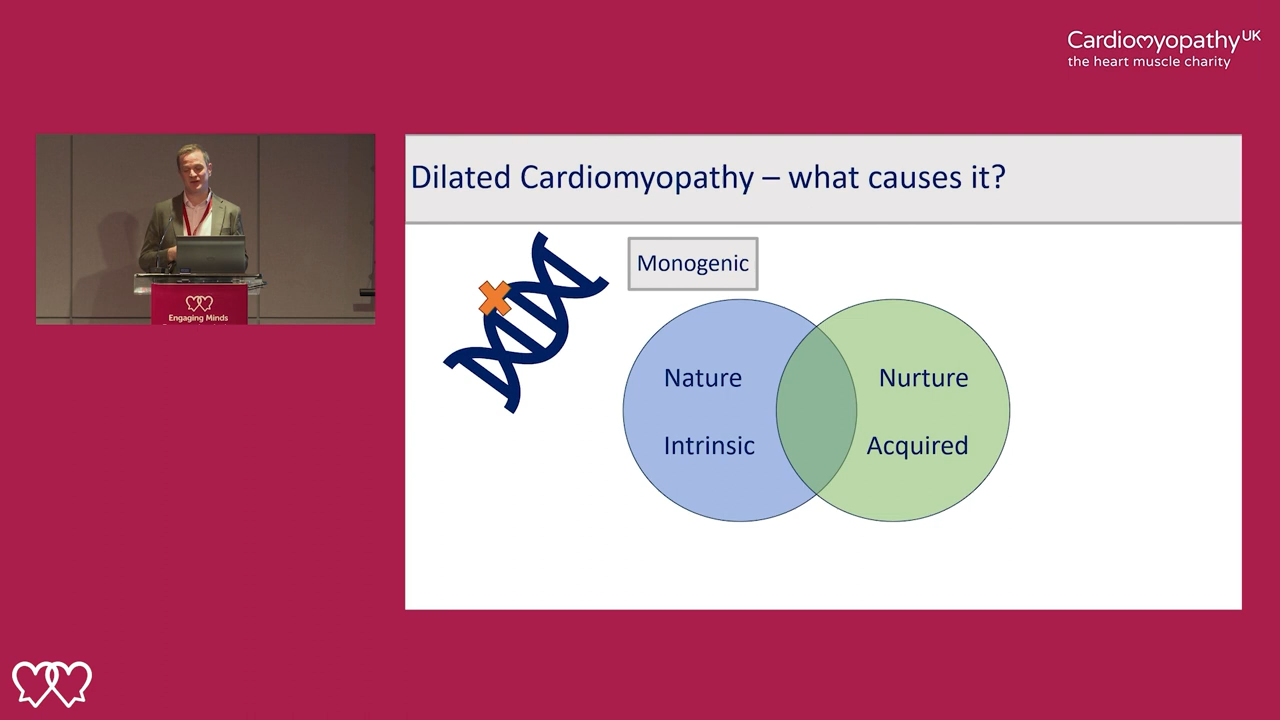 Cardiomyopathy UK
the heart muscle charity
Dilated Cardiomyopathy – what causes it?
Monogenic
Nature
Nurture
Intrinsic
Acquired
Engaging Minds